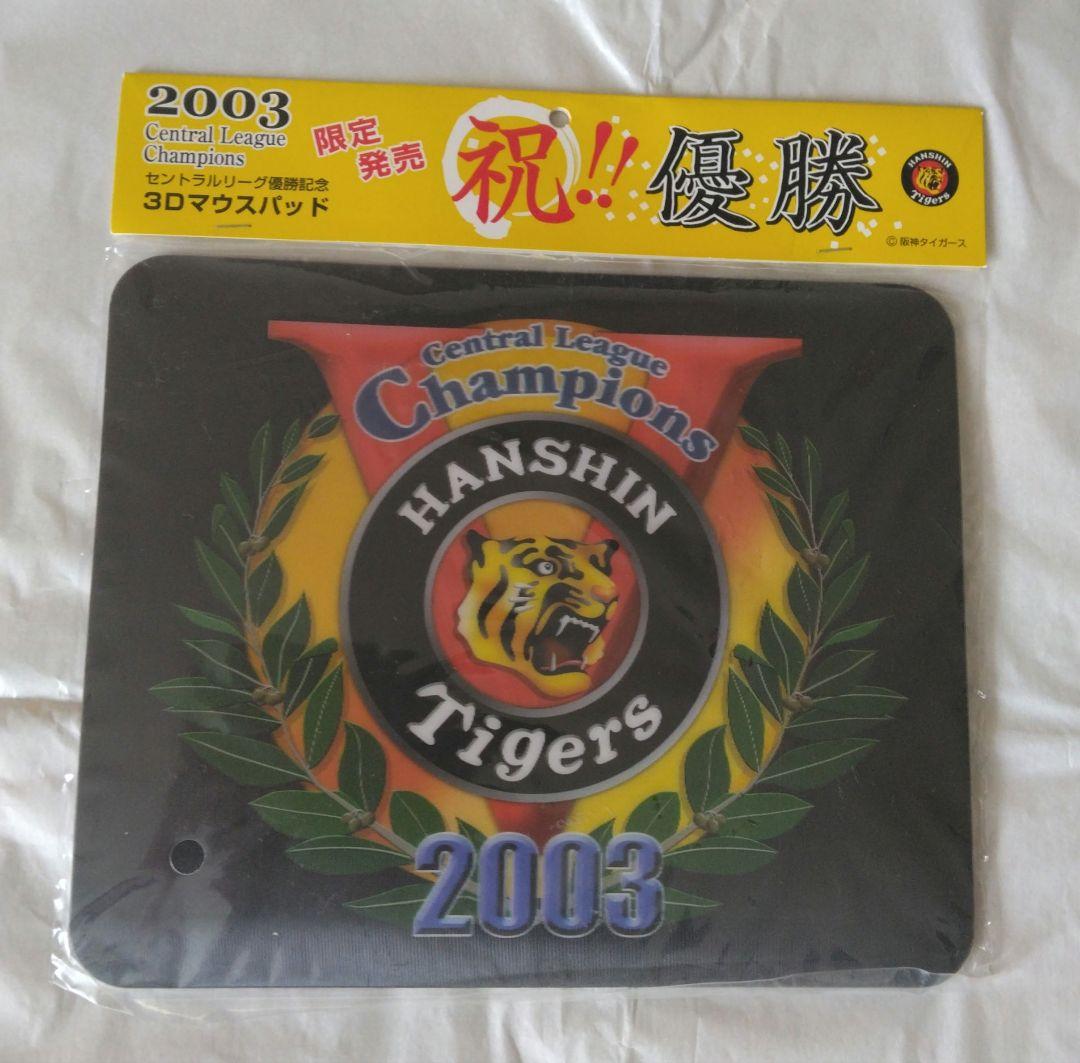 2003
Central League
Champions
セントラルリーグ優勝記念
3Dマウスパッド
限定
発売
祝!!優勝
HANSHIN
Tigers
© 阪神タイガース
Central League
Champions
HANSHIN
Tigers
2003